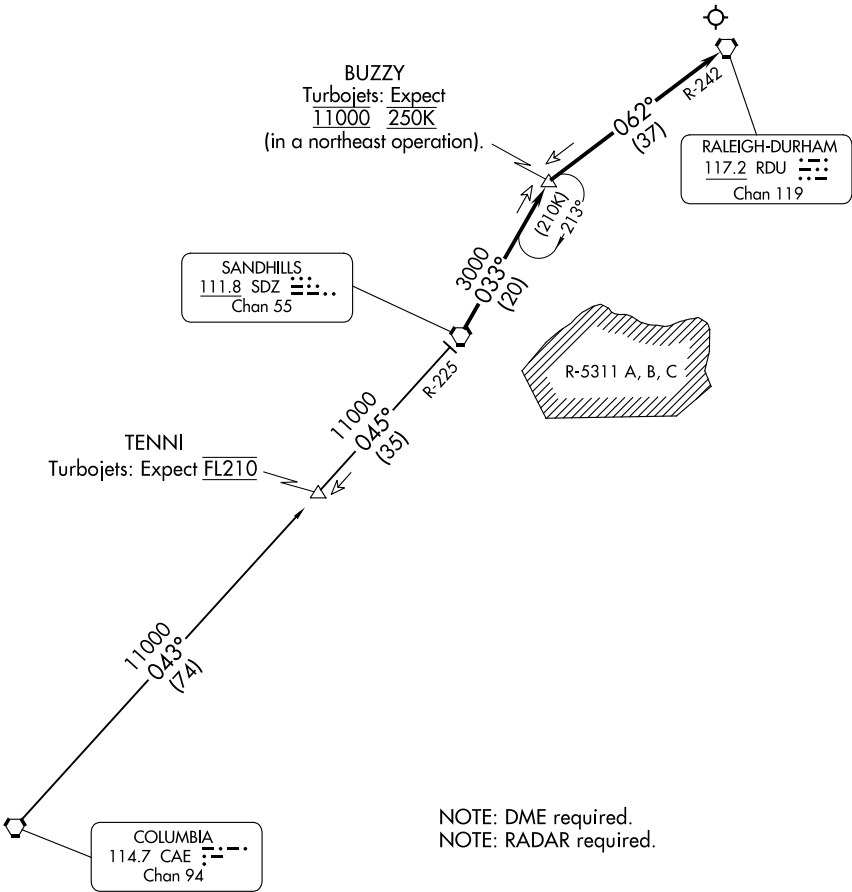 BUZZY
Turbojets: Expect
11000 250K
(in a northeast operation).
R-242
062°
(37)
RALEIGH-DURHAM
117.2 RDU
Chan 119
(210K)
213°
SANDHILLS
111.8 SDZ
Chan 55
3000
033°
(20)
R-5311 A, B, C
R-225
11000
045°
(35)
TENNI
Turbojets: Expect FL210
11000
043°
(74)
COLUMBIA
114.7 CAE
Chan 94
NOTE: DME required.
NOTE: RADAR required.